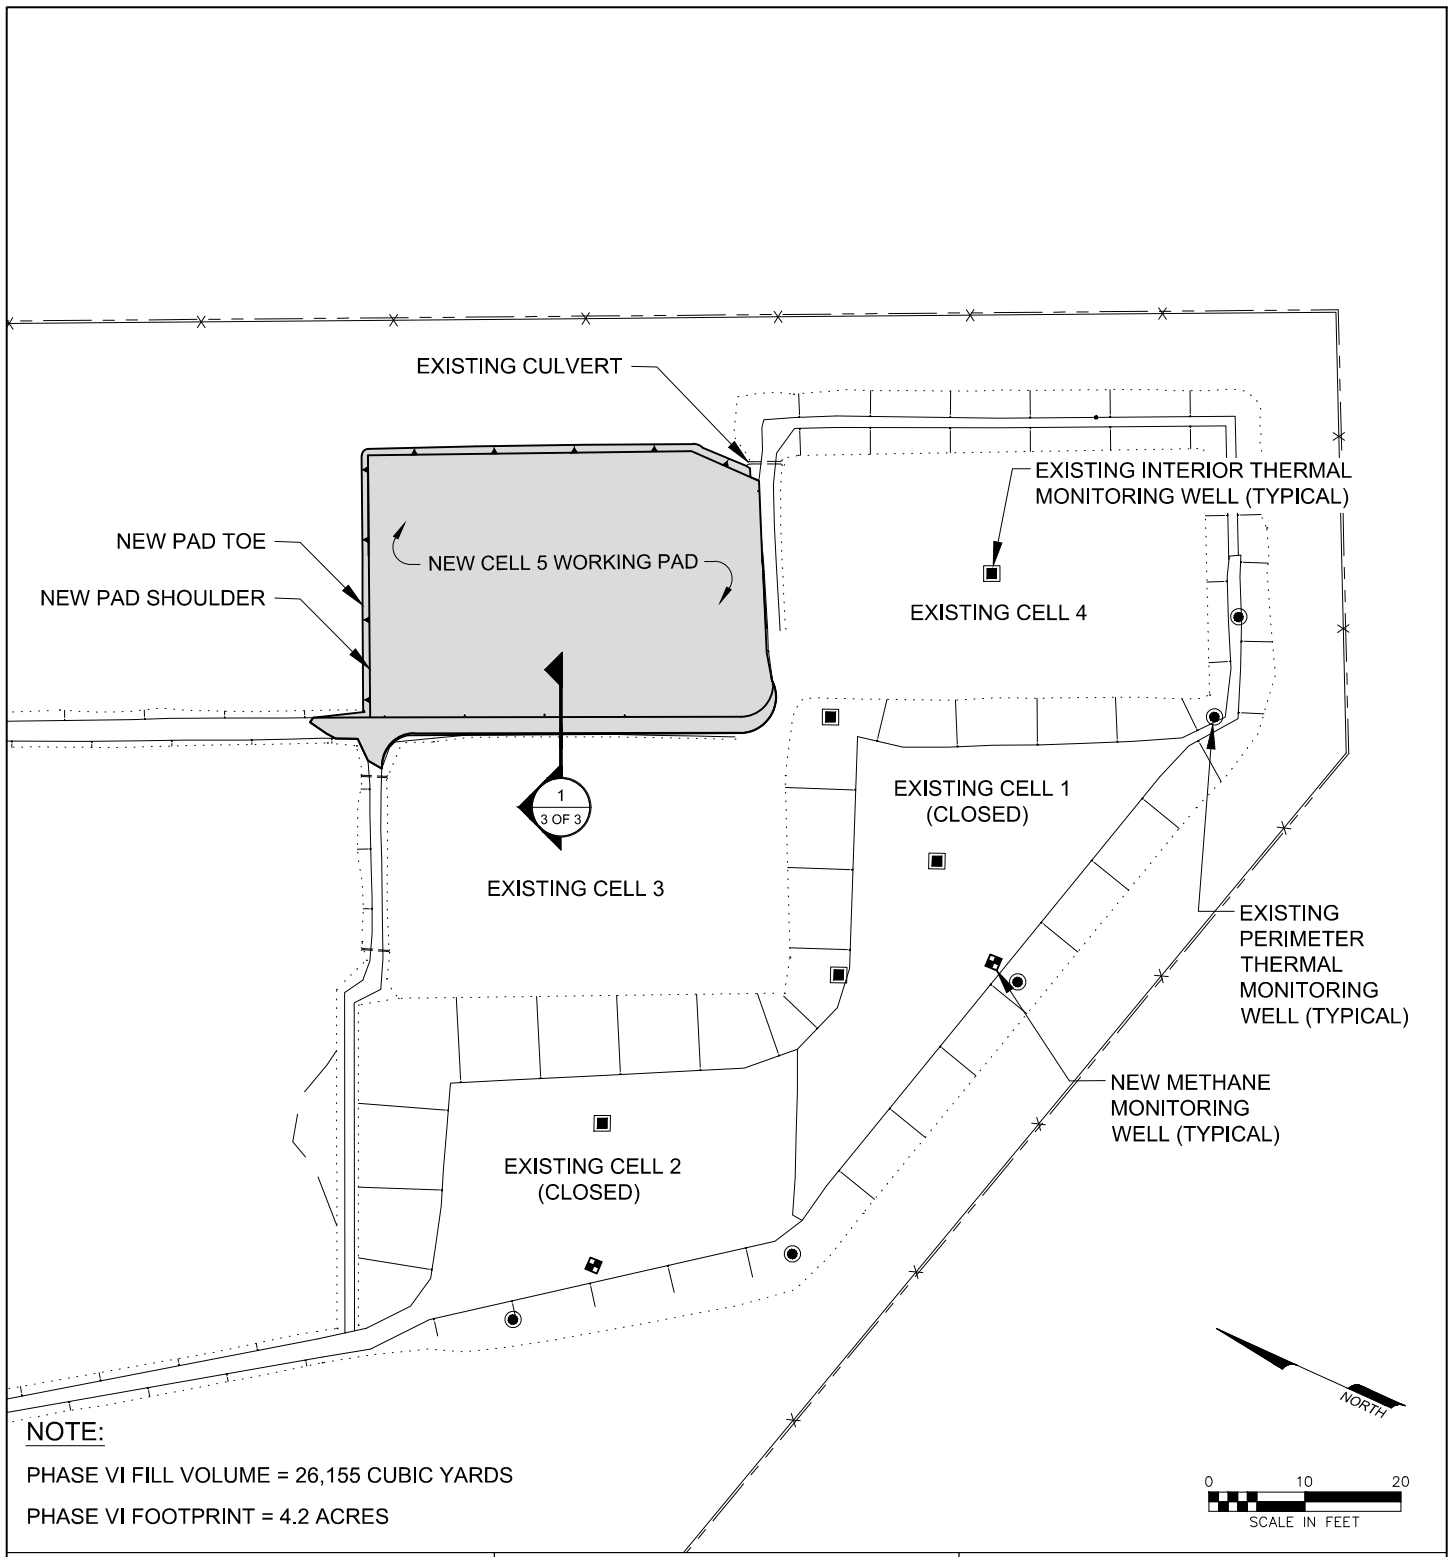 EXISTING CULVERT
EXISTING INTERIOR THERMAL
MONITORING WELL (TYPICAL)
NEW PAD TOE
NEW CELL 5 WORKING PAD
NEW PAD SHOULDER
EXISTING CELL 4
1
3 OF 3
EXISTING CELL 1
(CLOSED)
EXISTING CELL 3
EXISTING
PERIMETER
THERMAL
MONITORING
WELL (TYPICAL)
NEW METHANE
MONITORING
WELL (TYPICAL)
EXISTING CELL 2
(CLOSED)
NORTH
NOTE:
PHASE VI FILL VOLUME = 26,155 CUBIC YARDS
PHASE VI FOOTPRINT = 4.2 ACRES
0 10 20
SCALE IN FEET